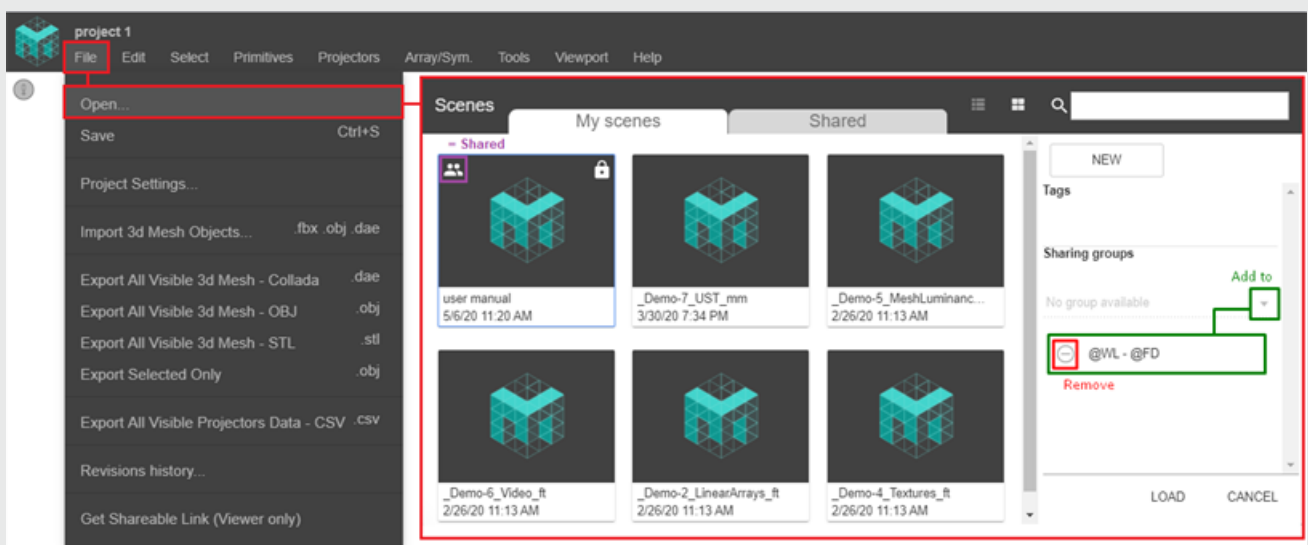 project 1
File Edit Select Primitives Projectors Array/Sym. Tools Viewport Help
Open...
Save Ctrl+S
Project Settings...
Import 3d Mesh Objects... .fbx .obj .dae
Export All Visible 3d Mesh - Collada .dae
Export All Visible 3d Mesh - OBJ .obj
Export All Visible 3d Mesh - STL .stl
Export Selected Only .obj
Export All Visible Projectors Data - CSV .csv
Revisions history...
Get Shareable Link (Viewer only)
Scenes
My scenes Shared
= Shared
user manual
5/6/20 11:20 AM
_Demo-7_UST_mm
3/30/20 7:34 PM
_Demo-5_MeshLuminanc...
2/26/20 11:13 AM
_Demo-6_Video_ft
2/26/20 11:13 AM
_Demo-2_LinearArrays_ft
2/26/20 11:13 AM
_Demo-4_Textures_ft
2/26/20 11:13 AM
NEW
Tags
Sharing groups
Add to
No group available
@WL - @FD
Remove
LOAD CANCEL